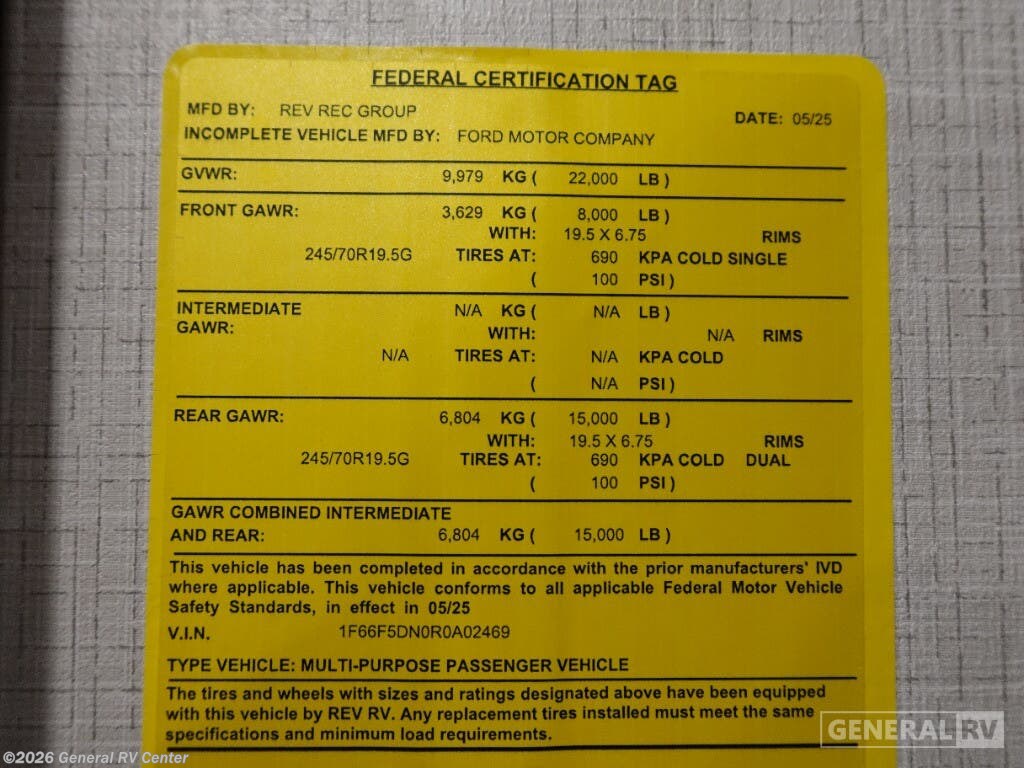 FEDERAL CERTIFICATION TAG
MFD BY: REV REC GROUP DATE: 05/25
INCOMPLETE VEHICLE MFD BY: FORD MOTOR COMPANY
GVWR: 9,979 KG ( 22,000 LB )
FRONT GAWR: 3,629 KG ( 8,000 LB )
WITH: 19.5 X 6.75 RIMS
245/70R19.5G TIRES AT: 690 KPA COLD SINGLE
( 100 PSI )
INTERMEDIATE N/A KG ( N/A LB )
GAWR: WITH: N/A RIMS
N/A TIRES AT: N/A KPA COLD
( N/A PSI )
REAR GAWR: 6,804 KG ( 15,000 LB )
WITH: 19.5 X 6.75 RIMS
245/70R19.5G TIRES AT: 690 KPA COLD DUAL
( 100 PSI )
GAWR COMBINED INTERMEDIATE
AND REAR: 6,804 KG ( 15,000 LB )
This vehicle has been completed in accordance with the prior manufacturers' IVD
where applicable. This vehicle conforms to all applicable Federal Motor Vehicle
Safety Standards, in effect in 05/25
V.I.N. 1F66F5DN0R0A02469
TYPE VEHICLE: MULTI-PURPOSE PASSENGER VEHICLE
The tires and wheels with sizes and ratings designated above have been equipped
with this vehicle by REV RV. Any replacement tires installed must meet the same
specifications and minimum load requirements.
GENERAL RV
©2026 General RV Center